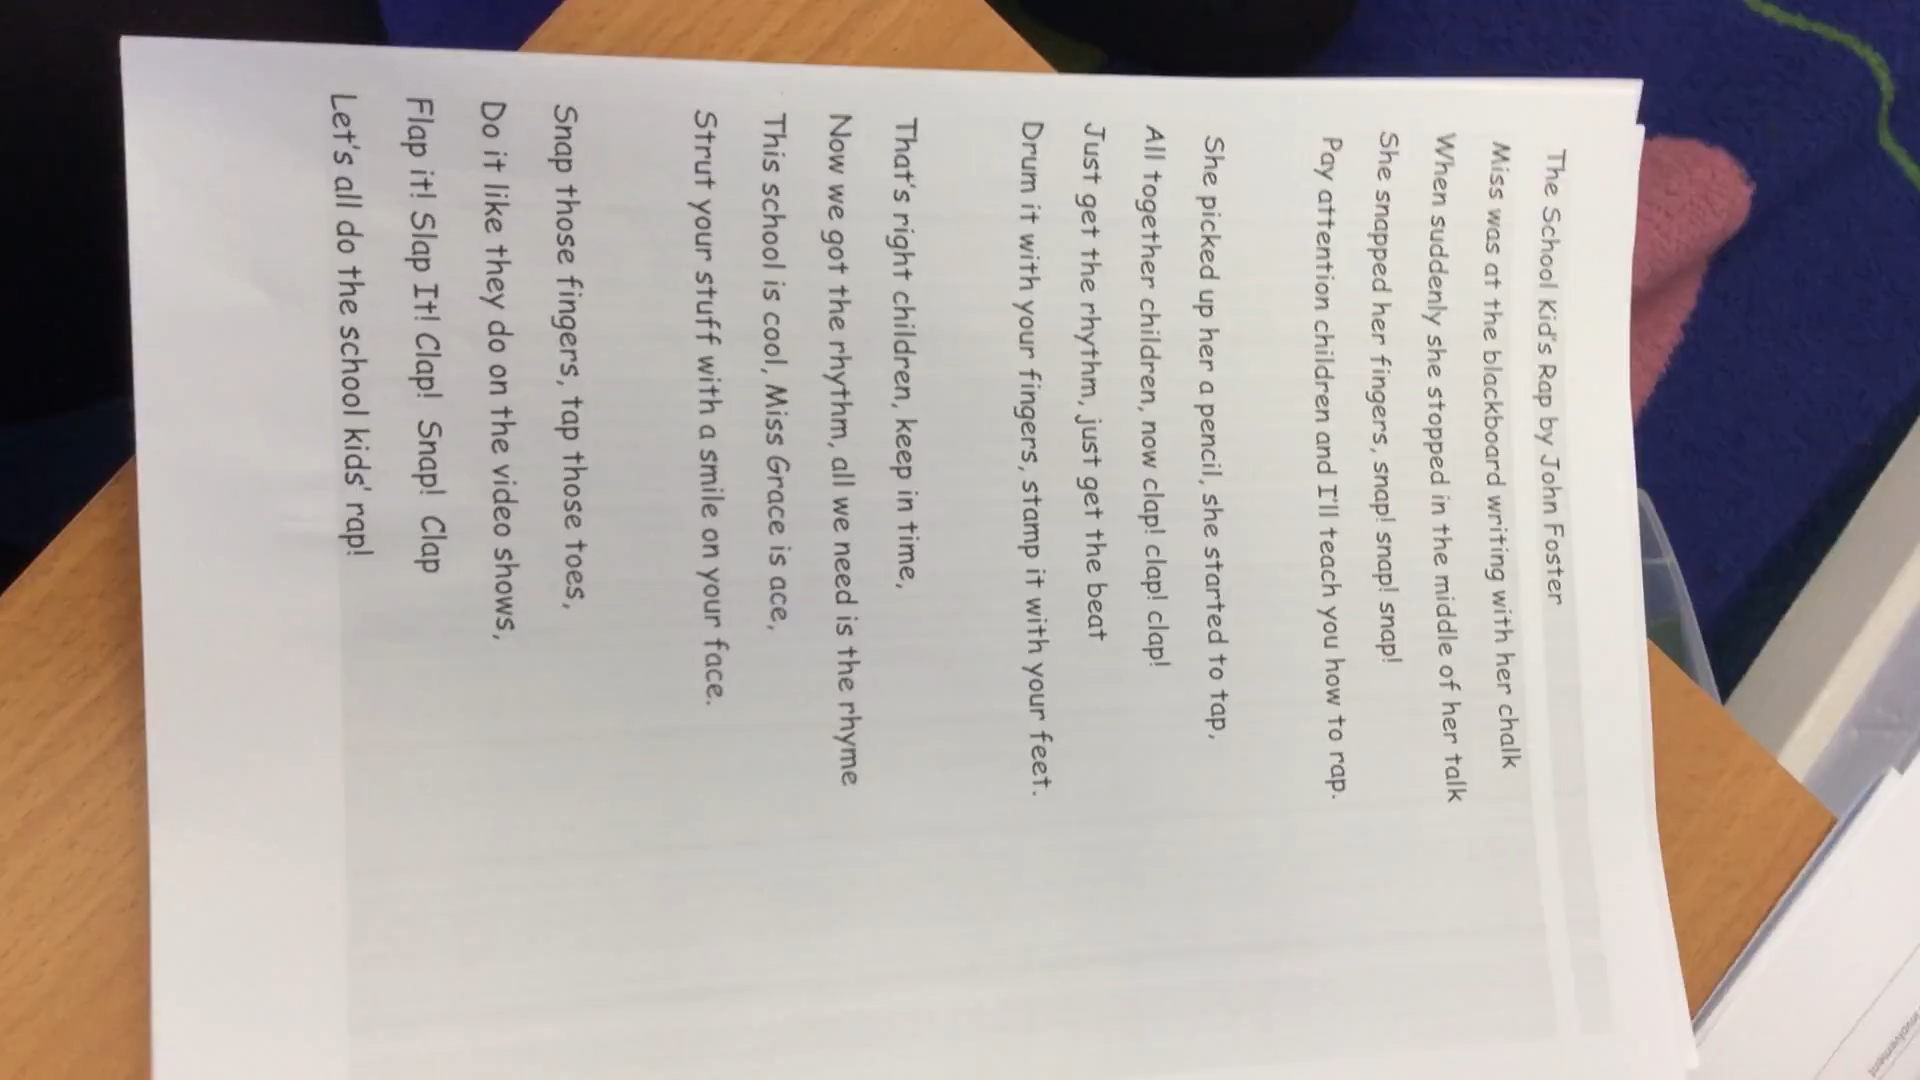 The School Kid's Rap by John Foster
Miss was at the blackboard writing with her chalk
When suddenly she stopped in the middle of her talk
She snapped her fingers, snap! snap! snap!
Pay attention children and I'll teach you how to rap.
She picked up her a pencil, she started to tap,
All together children, now clap! clap! clap!
Just get the rhythm, just get the beat
Drum it with your fingers, stamp it with your feet.
That's right children, keep in time,
Now we got the rhythm, all we need is the rhyme
This school is cool, Miss Grace is ace,
Strut your stuff with a smile on your face.
Snap those fingers, tap those toes,
Do it like they do on the video shows,
Flap it! Slap It! Clap! Snap! Clap
Let's all do the school kids' rap!
involvement